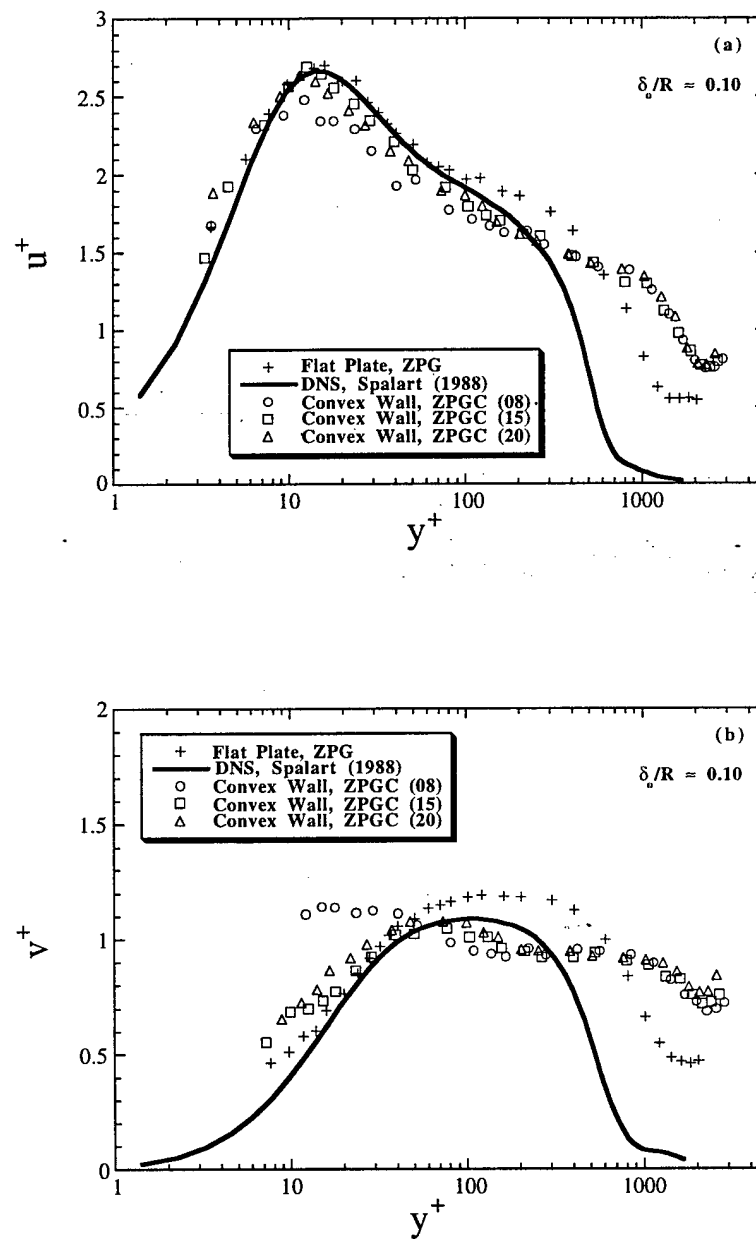 (a)
δo/R ≈ 0.10
3
2.5
2
1.5
1
0.5
0
u+
Flat Plate, ZPG
DNS, Spalart (1988)
Convex Wall, ZPGC (08)
Convex Wall, ZPGC (15)
Convex Wall, ZPGC (20)
1
10
100
1000
y+
(b)
δo/R ≈ 0.10
2
1.5
1
0.5
0
v+
Flat Plate, ZPG
DNS, Spalart (1988)
Convex Wall, ZPGC (08)
Convex Wall, ZPGC (15)
Convex Wall, ZPGC (20)
1
10
100
1000
y+